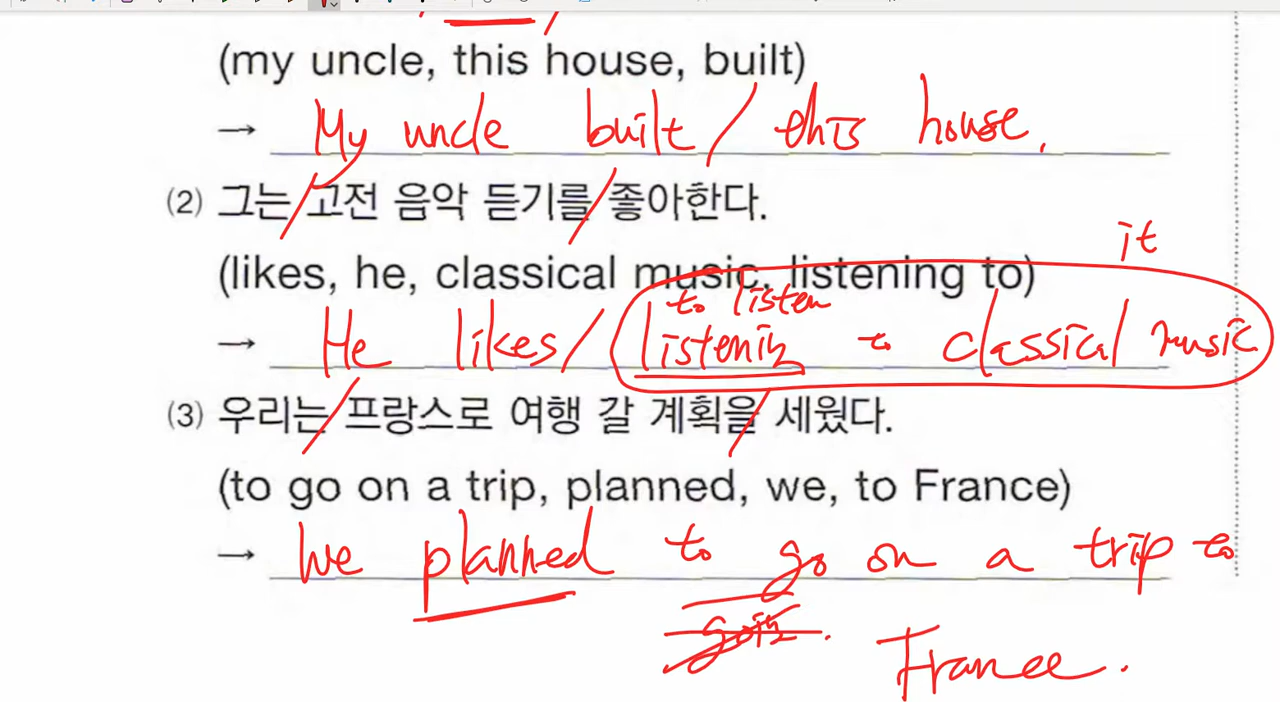 (my uncle, this house, built)
→ My uncle built / this house.
(2) 그는/고전 음악 듣기를/좋아한다.
it
(likes, he, classical music, listening to)
to listen
→ He likes / listening to classical music
(3) 우리는/프랑스로 여행 갈 계획을/세웠다.
(to go on a trip, planned, we, to France)
→ We planned to go on a trip to
going.
France.